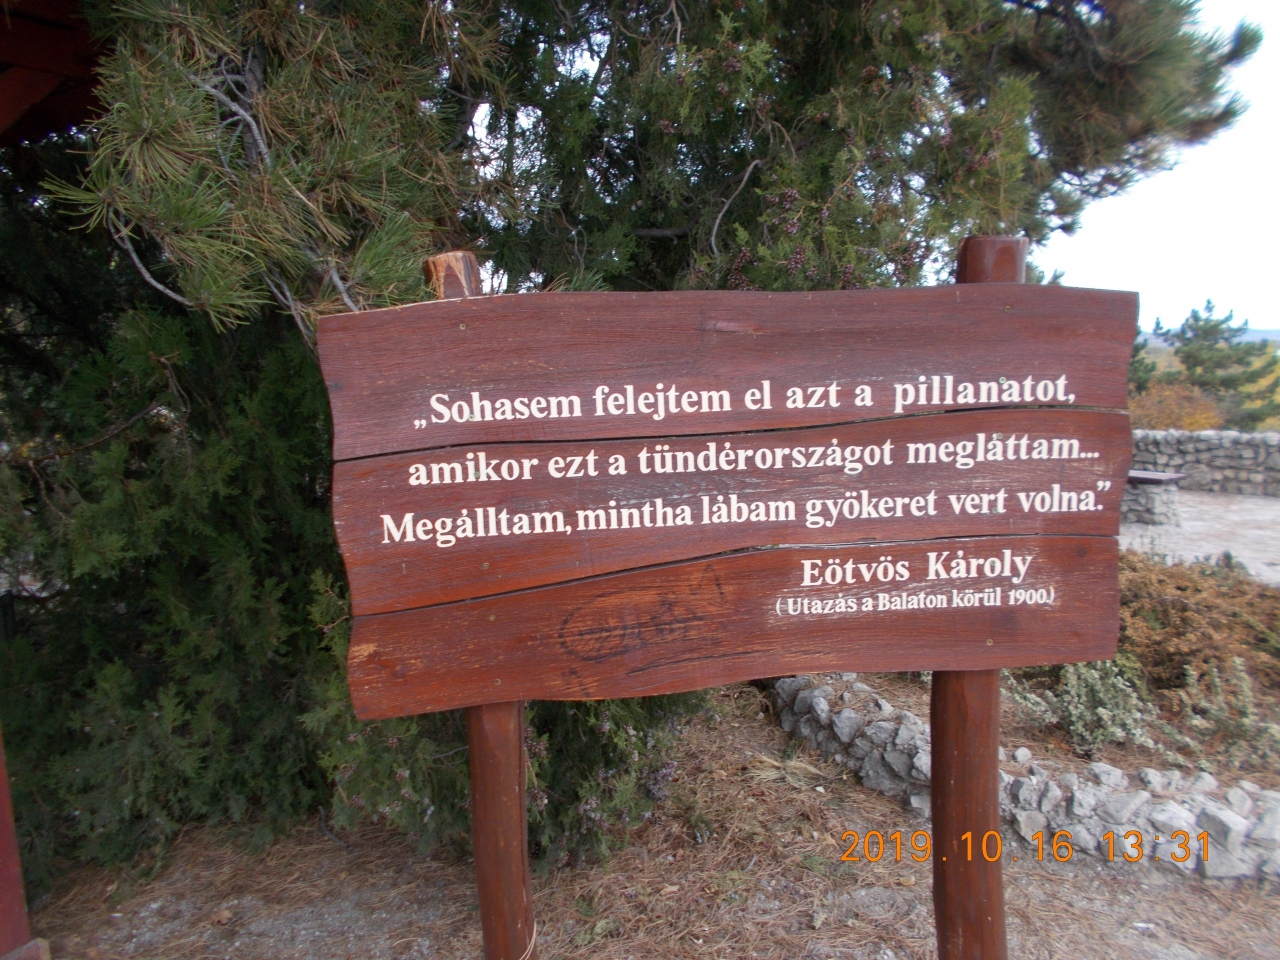 „Sohasem felejtem el azt a pillanatot,
amikor ezt a tündérországot megláttam...
Megálltam, mintha lábam gyökeret vert volna.”
Eötvös Károly
(Utazás a Balaton körül 1900.)
2019.10.16 13:31